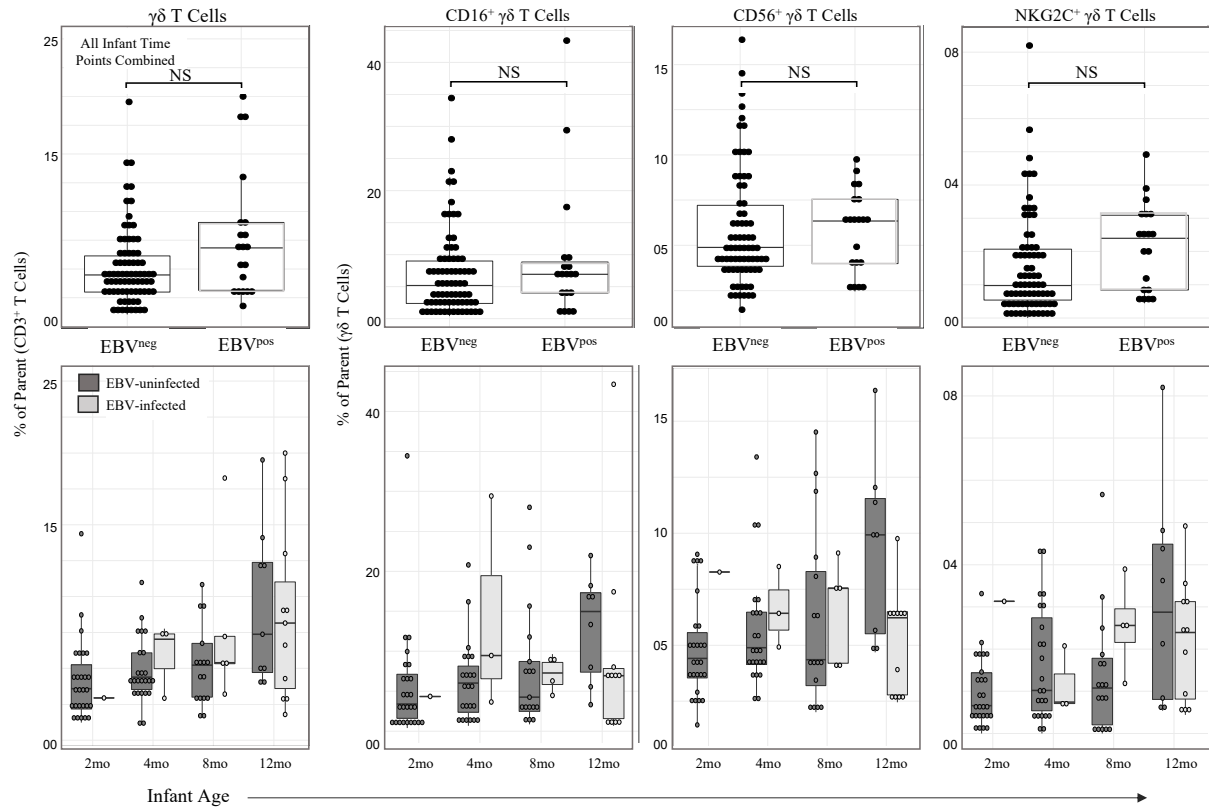 γδ T Cells
CD16⁺ γδ T Cells
CD56⁺ γδ T Cells
NKG2C⁺ γδ T Cells
All Infant Time
Points Combined
NS
NS
NS
NS
25
15
05
00
40
20
00
15
10
05
00
08
04
00
EBVneg
EBVpos
EBVneg
EBVpos
EBVneg
EBVpos
EBVneg
EBVpos
% of Parent (CD3⁺ T Cells)
% of Parent (γδ T Cells)
EBV-uninfected
EBV-infected
25
15
05
00
40
20
00
15
10
05
00
08
04
00
2mo 4mo 8mo 12mo
2mo 4mo 8mo 12mo
2mo 4mo 8mo 12mo
2mo 4mo 8mo 12mo
Infant Age